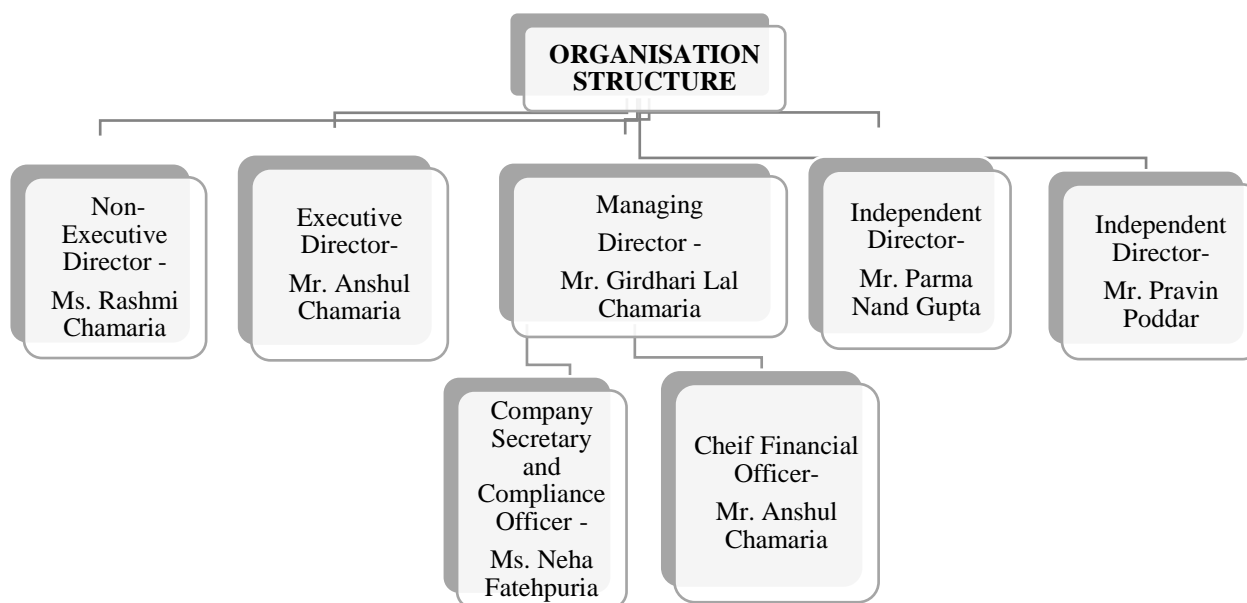 ORGANISATION
STRUCTURE
Non-
Executive
Director -
Ms. Rashmi
Chamaria
Executive
Director-
Mr. Anshul
Chamaria
Managing
Director -
Mr. Girdhari Lal
Chamaria
Independent
Director-
Mr. Parma
Nand Gupta
Independent
Director-
Mr. Pravin
Poddar
Company
Secretary
and
Compliance
Officer -
Ms. Neha
Fatehpuria
Cheif Financial
Officer-
Mr. Anshul
Chamaria